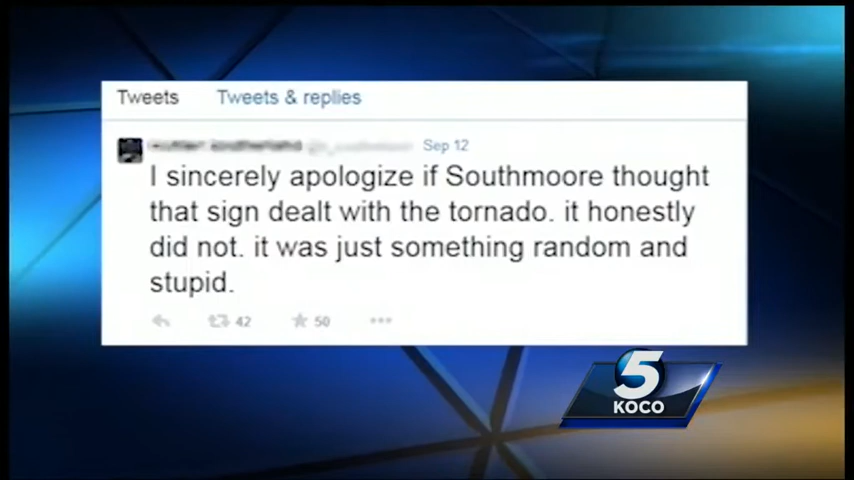 Tweets Tweets & replies
Sep 12
I sincerely apologize if Southmoore thought
that sign dealt with the tornado. it honestly
did not. it was just something random and
stupid.
42 50
5
KOCO